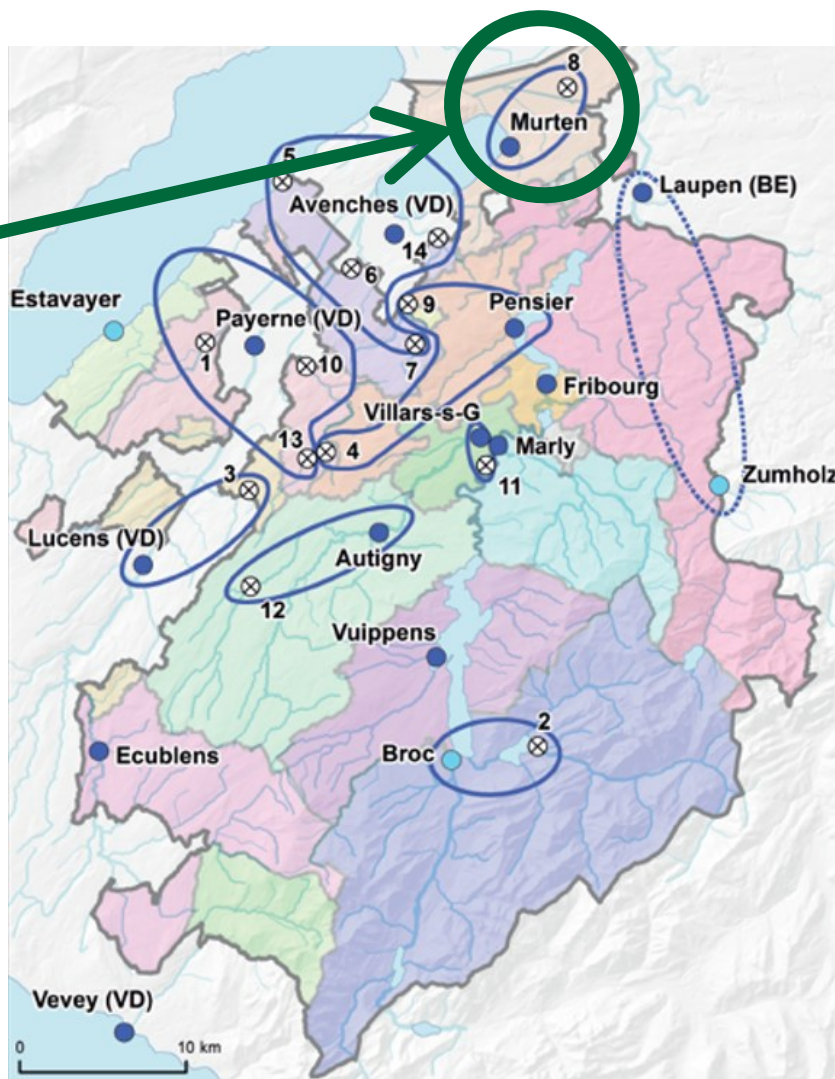 8
Murten
5
Laupen (BE)
Avenches (VD)
14
6
Estavayer
9
Pensier
Payerne (VD)
1
10
7
Fribourg
Villars-s-G
13
4
Marly
3
11
Zumholz
Lucens (VD)
Autigny
12
Vuippens
2
Ecublens
Broc
Vevey (VD)
0
10 km